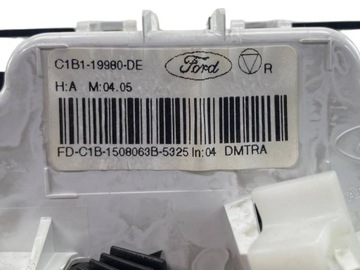 C1B1-19980-DE
Ford
R
H:A M:04.05
FD-C1B-1508063B-5325 In:04 DMTRA